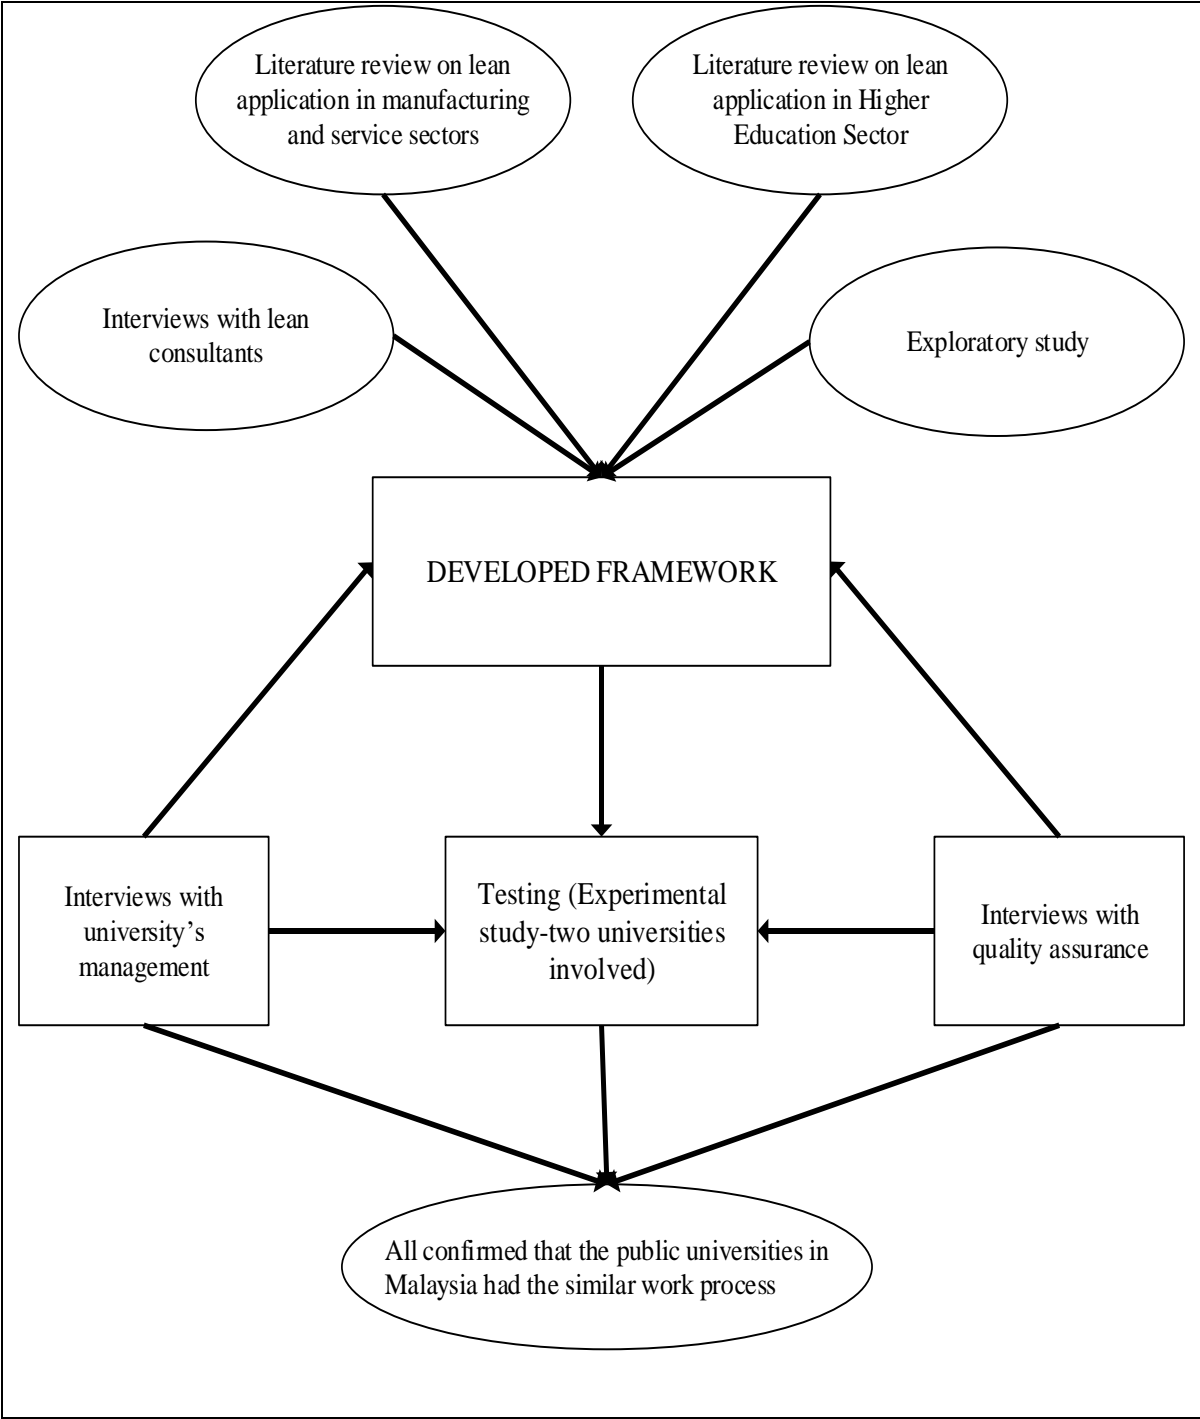 Literature review on lean
application in manufacturing
and service sectors
Literature review on lean
application in Higher
Education Sector
Interviews with lean
consultants
Exploratory study
DEVELOPED FRAMEWORK
Interviews with
university’s
management
Testing (Experimental
study-two universities
involved)
Interviews with
quality assurance
All confirmed that the public universities in
Malaysia had the similar work process